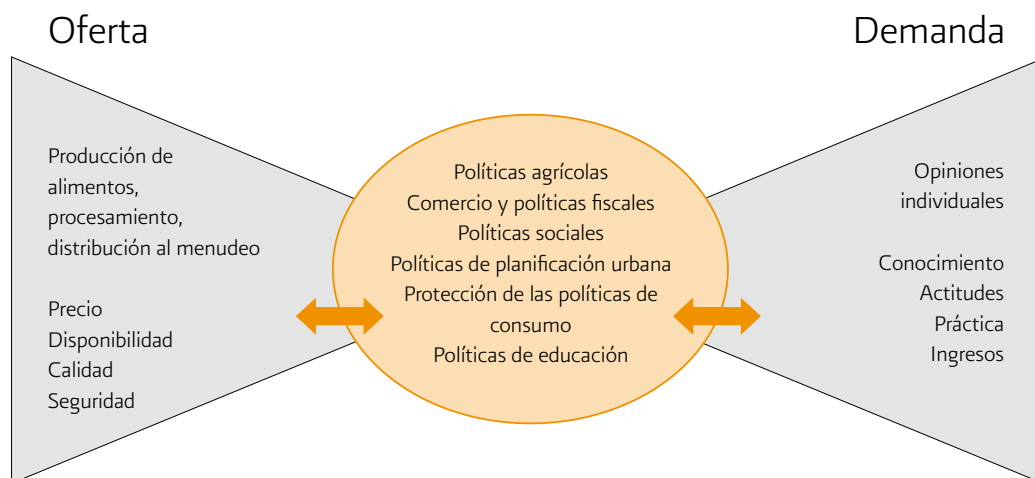 Oferta
Demanda
Producción de
alimentos,
procesamiento,
distribución al menudeo
Precio
Disponibilidad
Calidad
Seguridad
Políticas agrícolas
Comercio y políticas fiscales
Políticas sociales
Políticas de planificación urbana
Protección de las políticas de
consumo
Políticas de educación
Opiniones
individuales
Conocimiento
Actitudes
Práctica
Ingresos